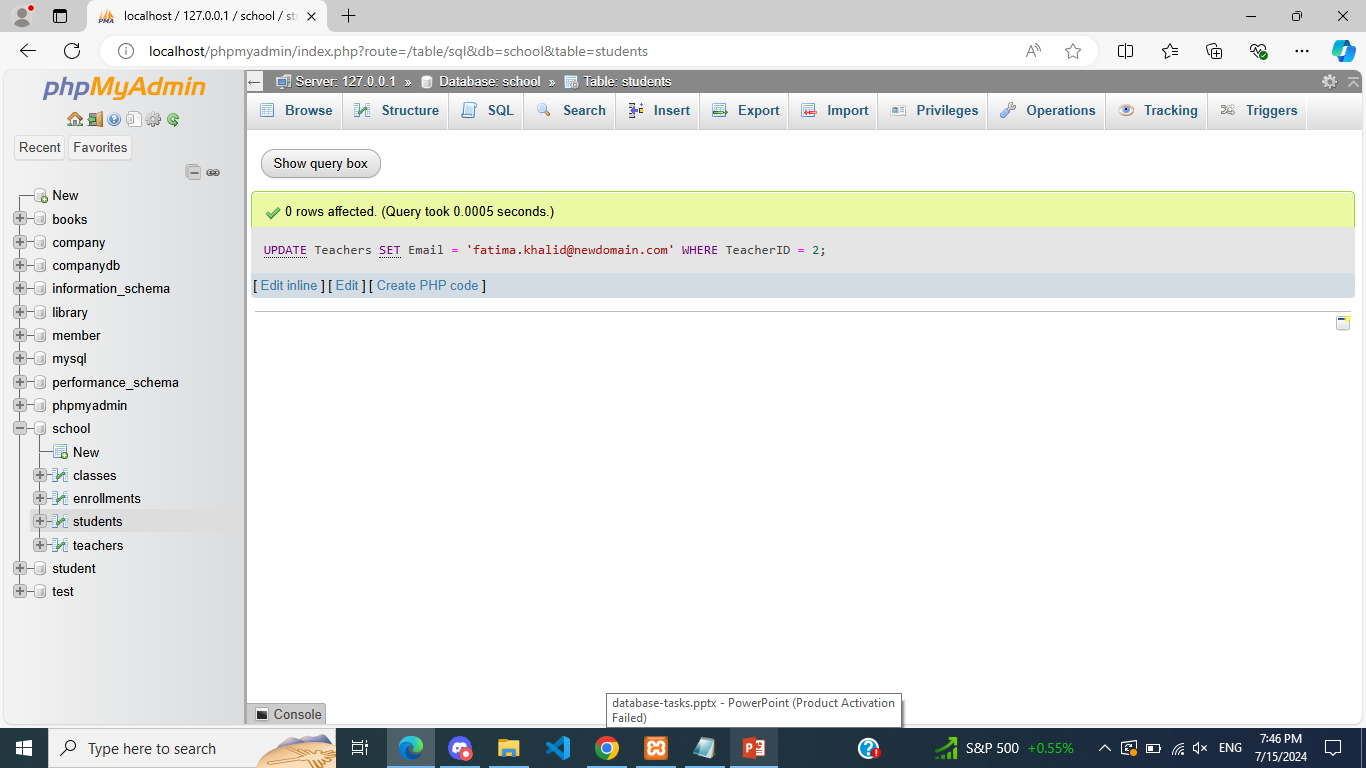 localhost / 127.0.0.1 / school / stu
localhost/phpmyadmin/index.php?route=/table/sql&db=school&table=students
phpMyAdmin
Recent
Favorites
New
books
company
companydb
information_schema
library
member
mysql
performance_schema
phpmyadmin
school
New
classes
enrollments
students
teachers
student
test
Server: 127.0.0.1 » Database: school » Table: students
Browse Structure SQL Search Insert Export Import Privileges Operations Tracking Triggers
Show query box
0 rows affected. (Query took 0.0005 seconds.)
UPDATE Teachers SET Email = 'fatima.khalid@newdomain.com' WHERE TeacherID = 2;
[ Edit inline ] [ Edit ] [ Create PHP code ]
Console
database-tasks.pptx - PowerPoint (Product Activation
Failed)
Type here to search
S&P 500 +0.55%
ENG
7:46 PM
7/15/2024